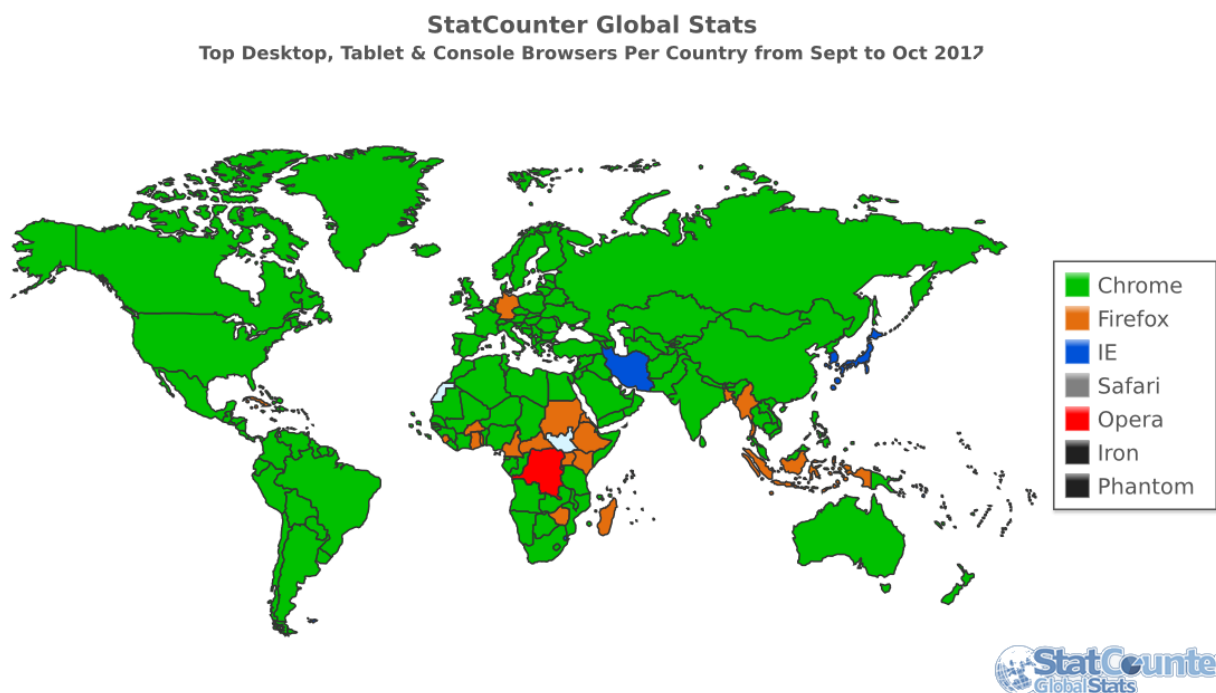 StatCounter Global Stats
Top Desktop, Tablet & Console Browsers Per Country from Sept to Oct 2017
Chrome
Firefox
IE
Safari
Opera
Iron
Phantom
StatCounte
GlobalStats